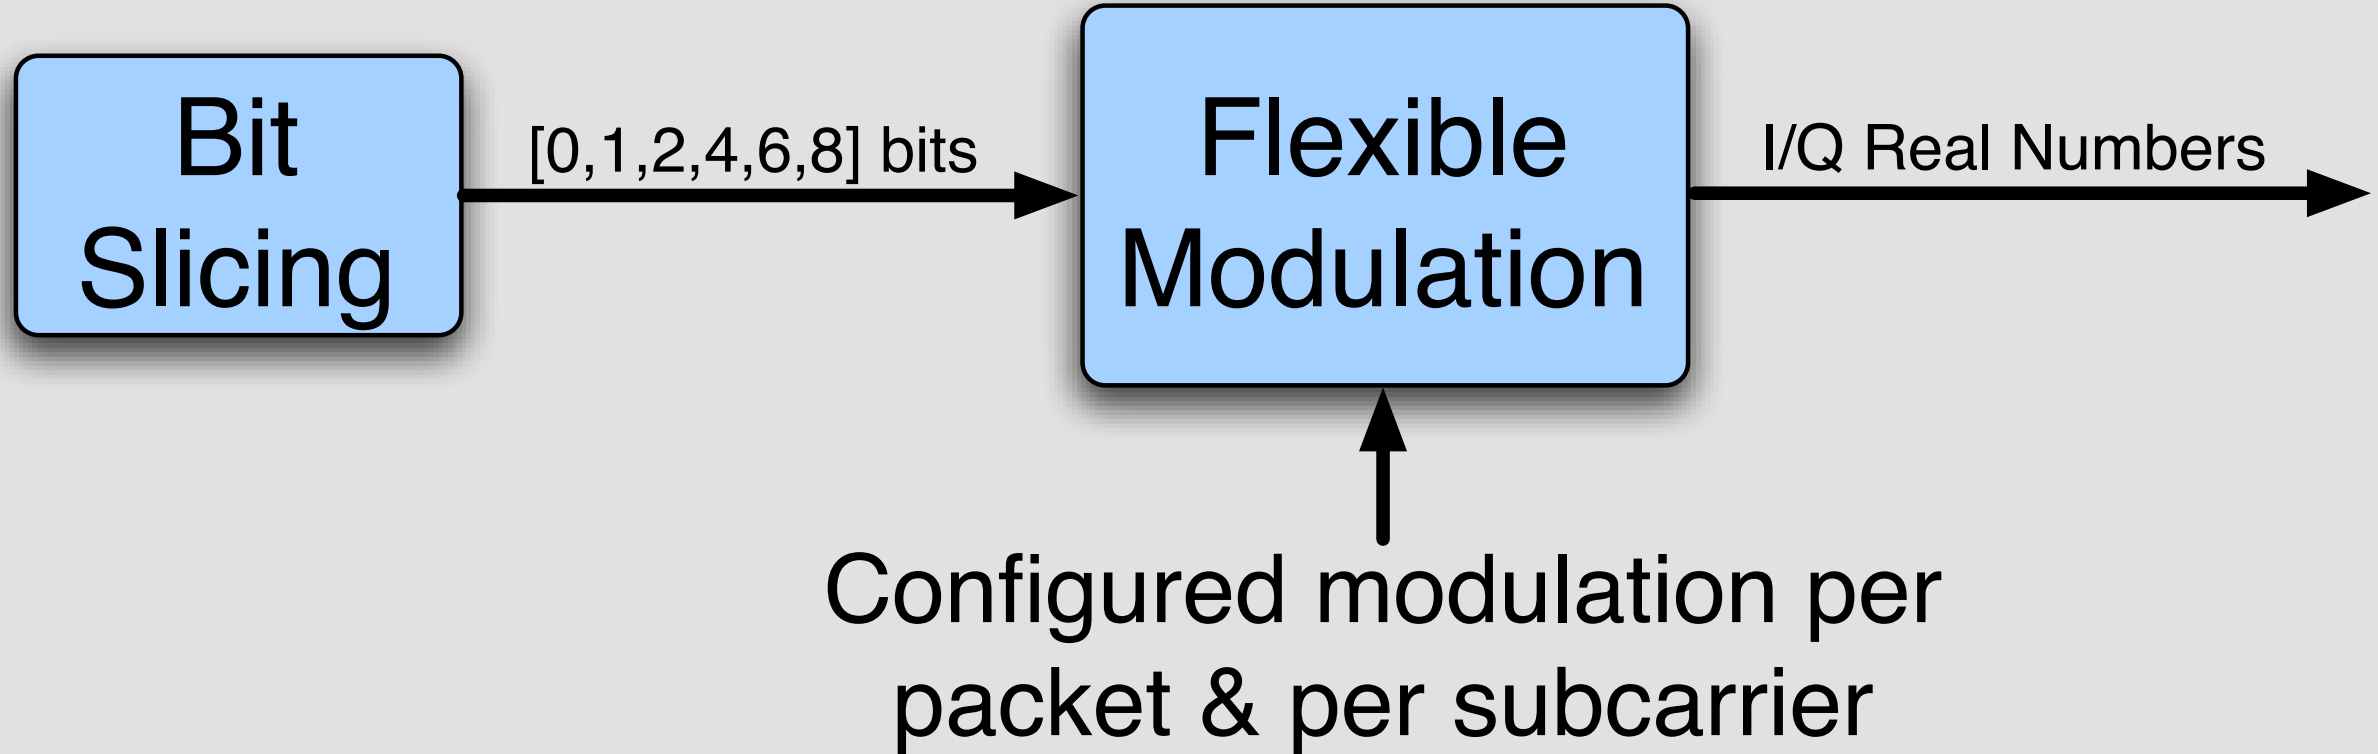 Bit
Slicing
[0,1,2,4,6,8] bits
Flexible
Modulation
I/Q Real Numbers
Configured modulation per
packet & per subcarrier